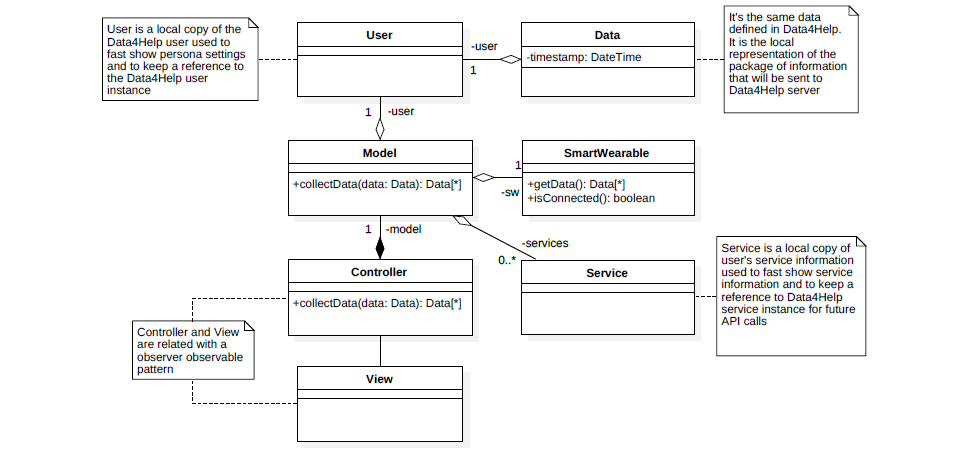 User is a local copy of the
Data4Help user used to
fast show persona settings
and to keep a reference to
the Data4Help user
instance
User
-user
1
Data
-timestamp: DateTime
It's the same data
defined in Data4Help.
It is the local
representation of the
package of information
that will be sent to
Data4Help server
1
-user
Model
+collectData(data: Data): Data[*]
1
-sw
SmartWearable
+getData(): Data[*]
+isConnected(): boolean
1
-model
-services
0..*
Controller
+collectData(data: Data): Data[*]
Service
Service is a local copy of
user's service information
used to fast show service
information and to keep a
reference to Data4Help
service instance for future
API calls
Controller and View
are related with a
observer observable
pattern
View